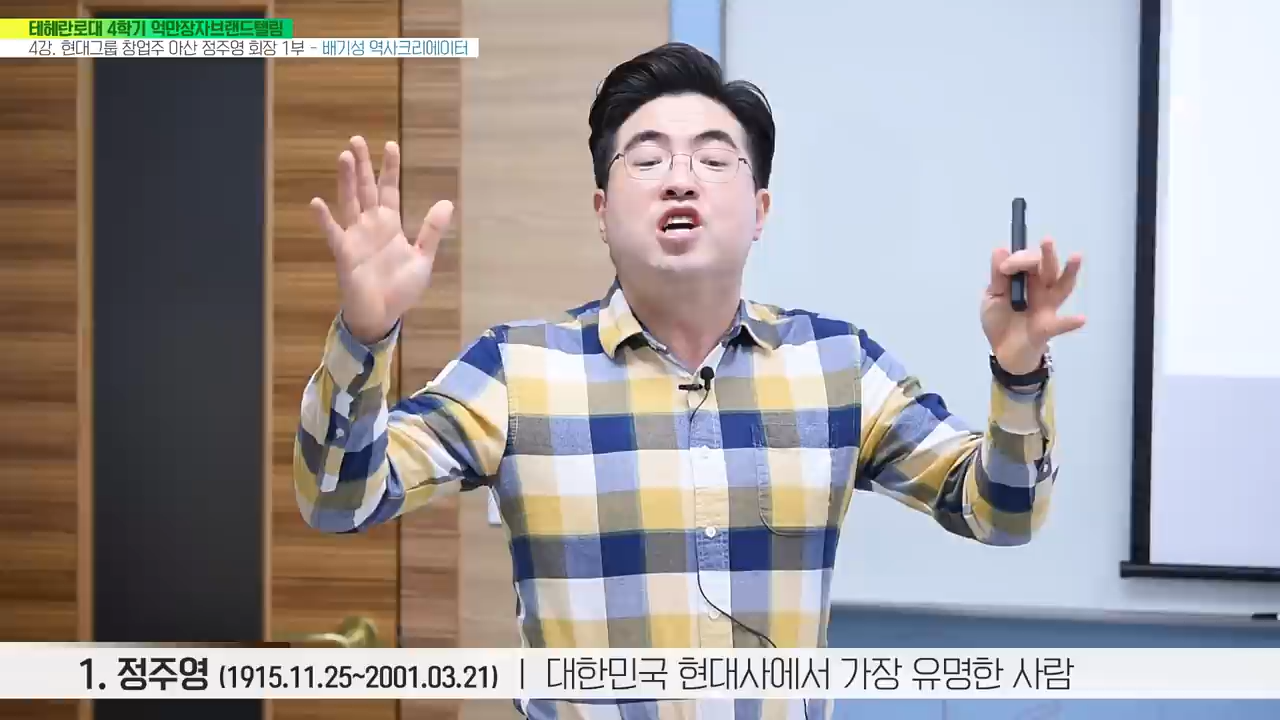 테헤란로대 4학기 억만장자브랜드텔링
4강. 현대그룹 창업주 아산 정주영 회장 1부 - 배기성 역사크리에이터
1. 정주영 (1915.11.25~2001.03.21) | 대한민국 현대사에서 가장 유명한 사람